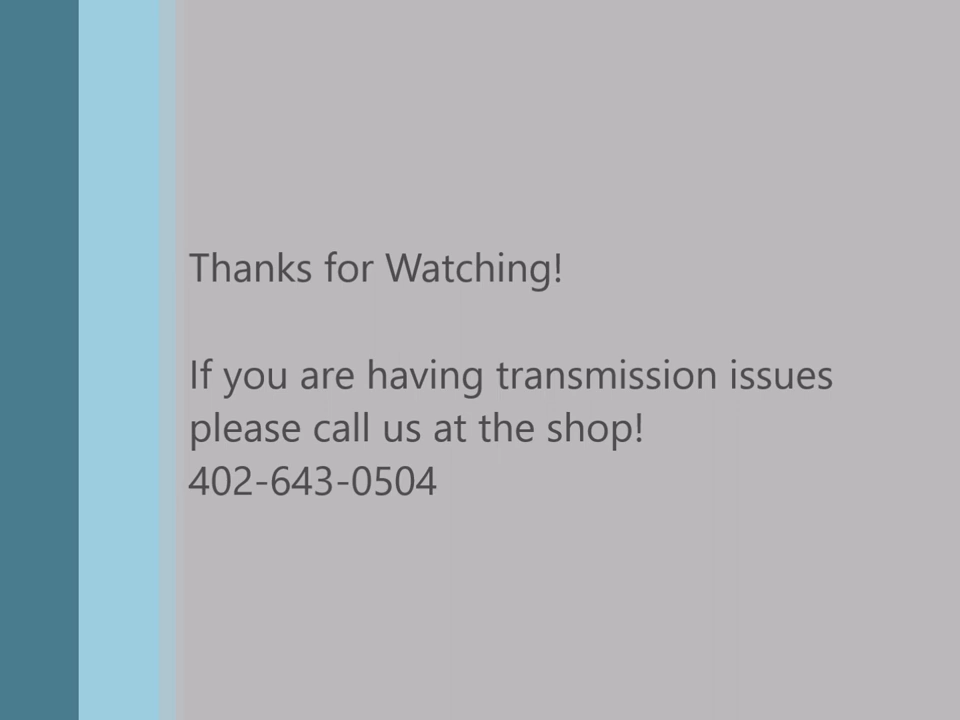 Thanks for Watching!
If you are having transmission issues
please call us at the shop!
402-643-0504